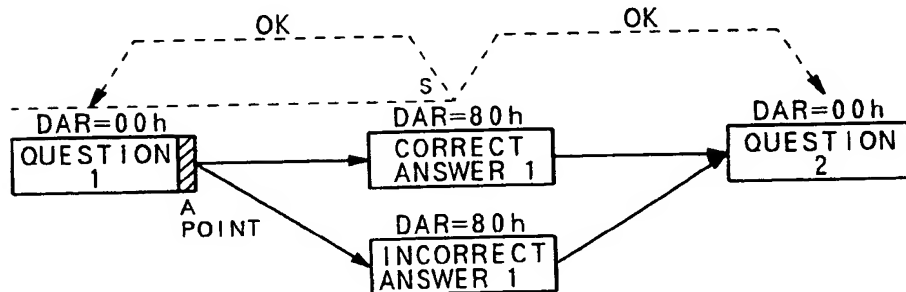 OK
OK
S
DAR=00h
DAR=80h
DAR=00h
QUESTION
1
CORRECT
ANSWER 1
QUESTION
2
A
POINT
DAR=80h
INCORRECT
ANSWER 1